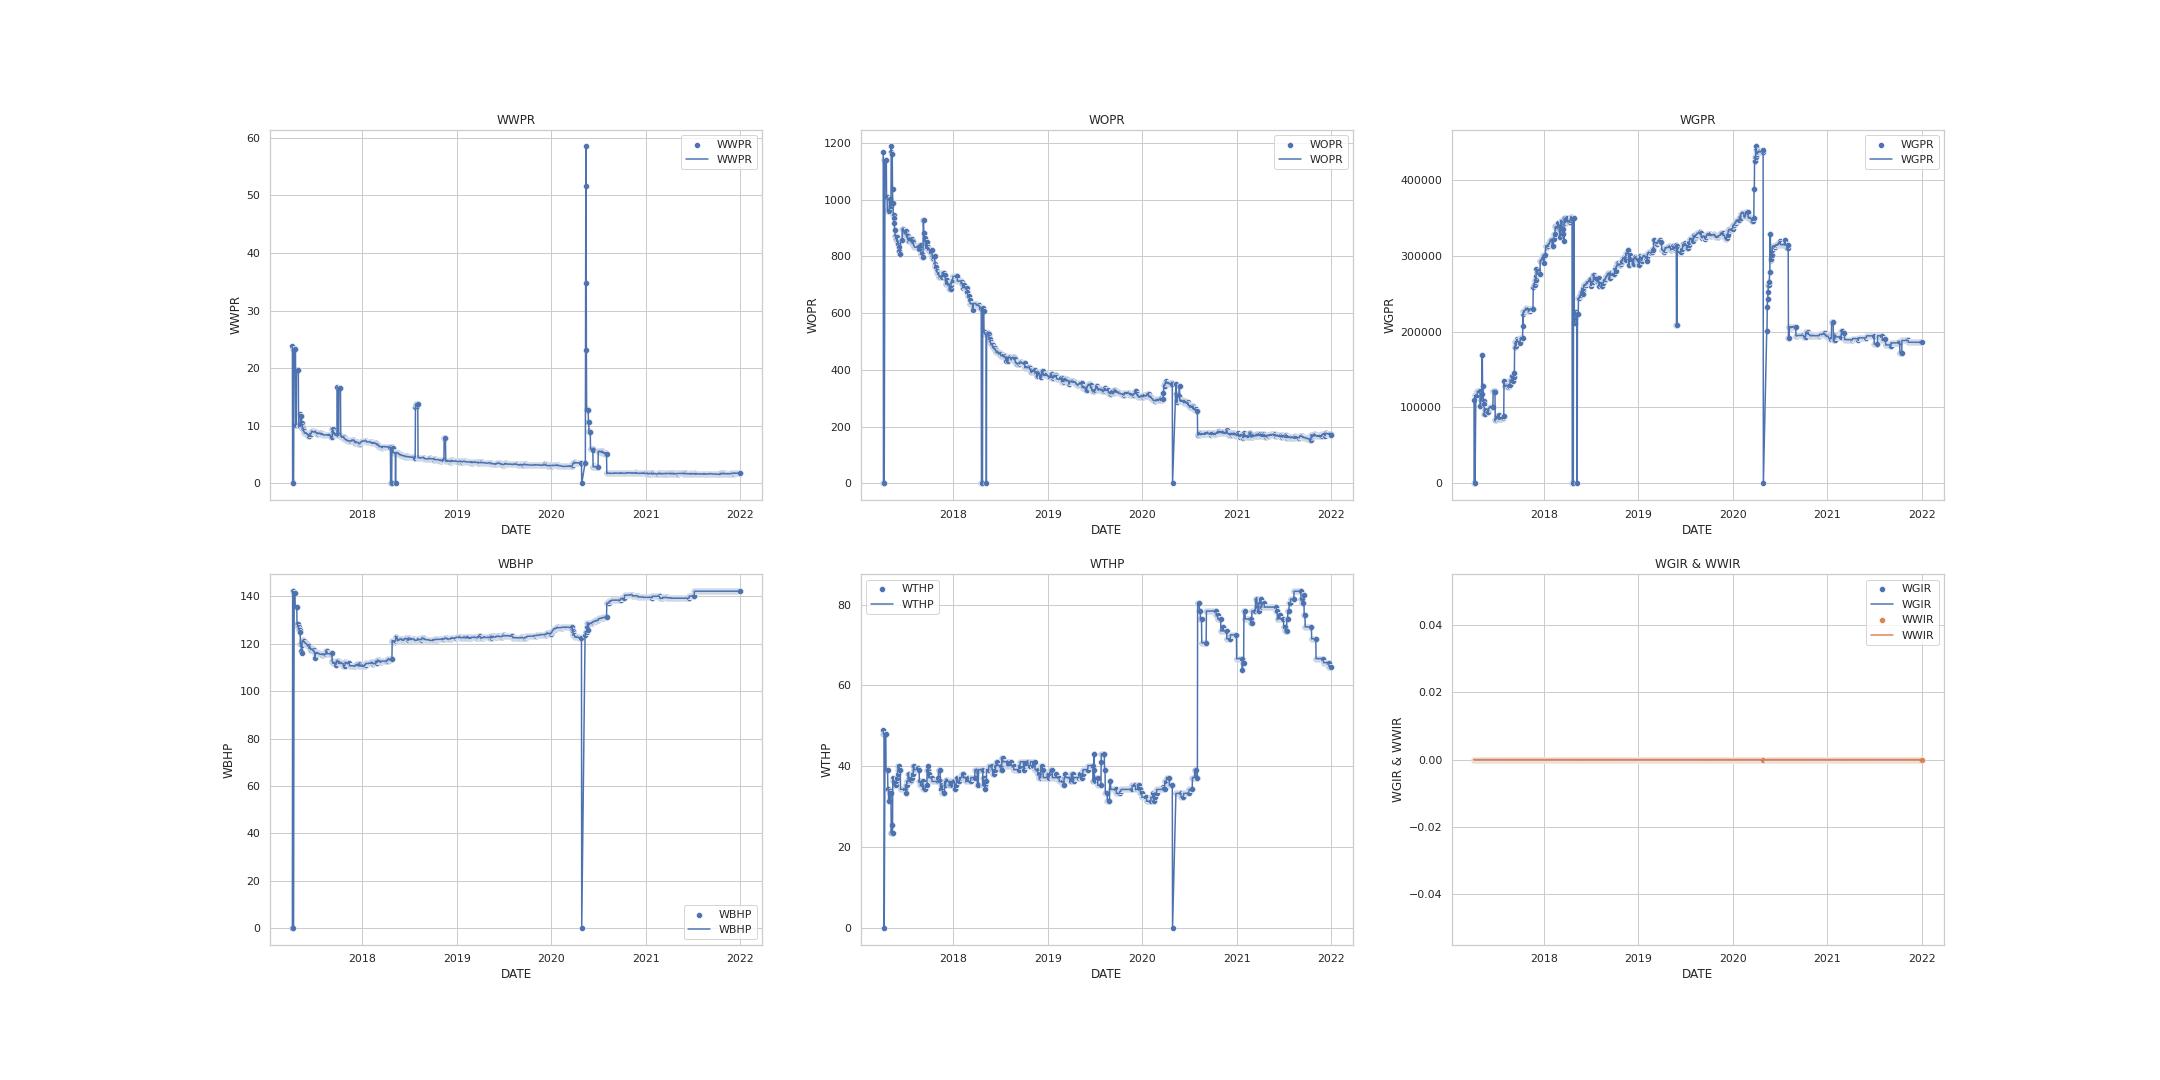 WWPR
60
50
40
30
20
10
0
WWPR
WWPR
WWPR
2018 2019 2020 2021 2022
DATE
WOPR
1200
1000
800
600
400
200
0
WOPR
WOPR
WOPR
2018 2019 2020 2021 2022
DATE
WGPR
400000
300000
200000
100000
0
WGPR
WGPR
WGPR
2018 2019 2020 2021 2022
DATE
WBHP
140
120
100
80
60
40
20
0
WBHP
WBHP
WBHP
2018 2019 2020 2021 2022
DATE
WTHP
80
60
40
20
0
WTHP
WTHP
WTHP
2018 2019 2020 2021 2022
DATE
WGIR & WWIR
0.04
0.02
0.00
−0.02
−0.04
WGIR & WWIR
WGIR
WGIR
WWIR
WWIR
2018 2019 2020 2021 2022
DATE